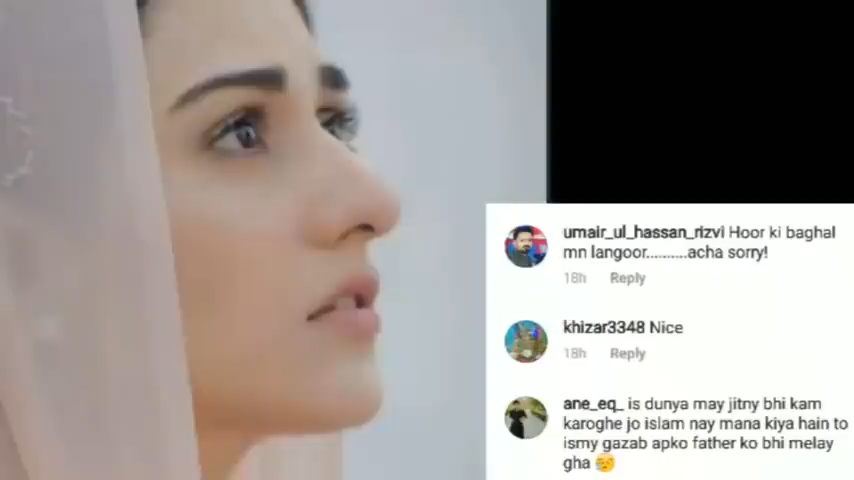 umair_ul_hassan_rizvi Hoor ki baghal
mn langoor..........acha sorry!
18h Reply
khizar3348 Nice
18h Reply
ane_eq_ is dunya may jitny bhi kam
karoghe jo islam nay mana kiya hain to
ismy gazab apko father ko bhi melay
gha 😥